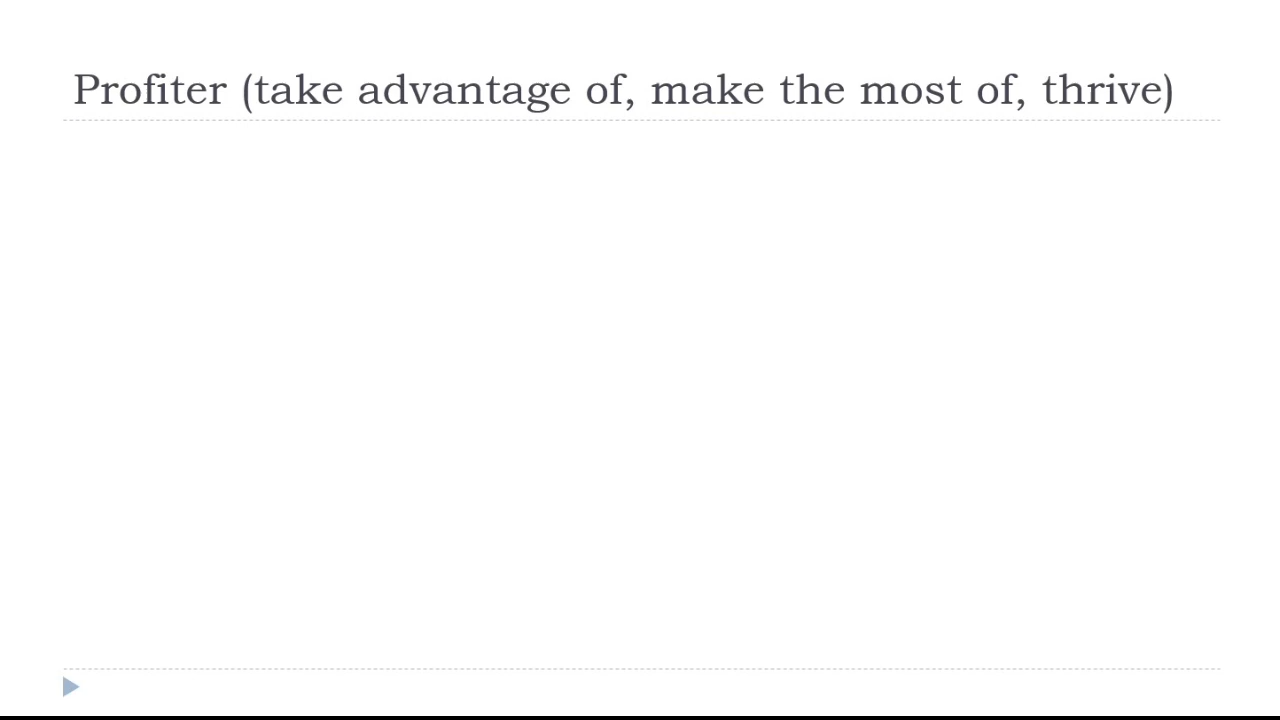 Profiter (take advantage of, make the most of, thrive)